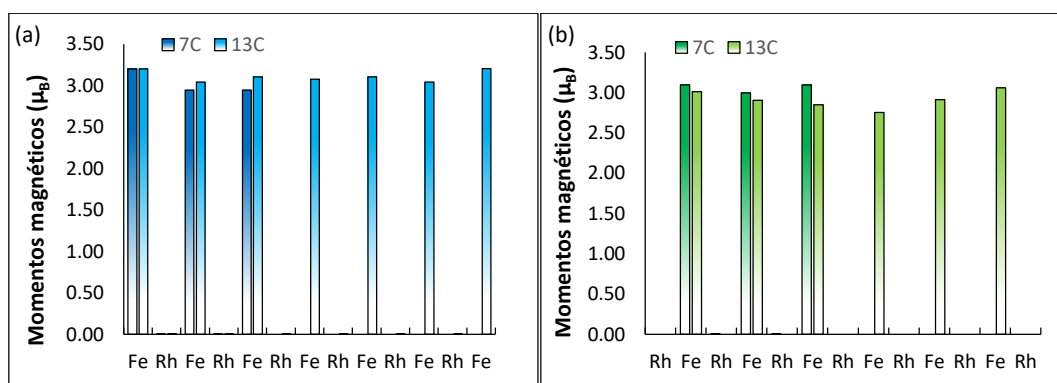 (a)
7C 13C
Momentos magnéticos (μB)
3.50
3.00
2.50
2.00
1.50
1.00
0.50
0.00
Fe Rh Fe Rh Fe Rh Fe Rh Fe Rh Fe Rh Fe
(b)
7C 13C
Momentos magnéticos (μB)
3.50
3.00
2.50
2.00
1.50
1.00
0.50
0.00
Rh Fe Rh Fe Rh Fe Rh Fe Rh Fe Rh Fe Rh